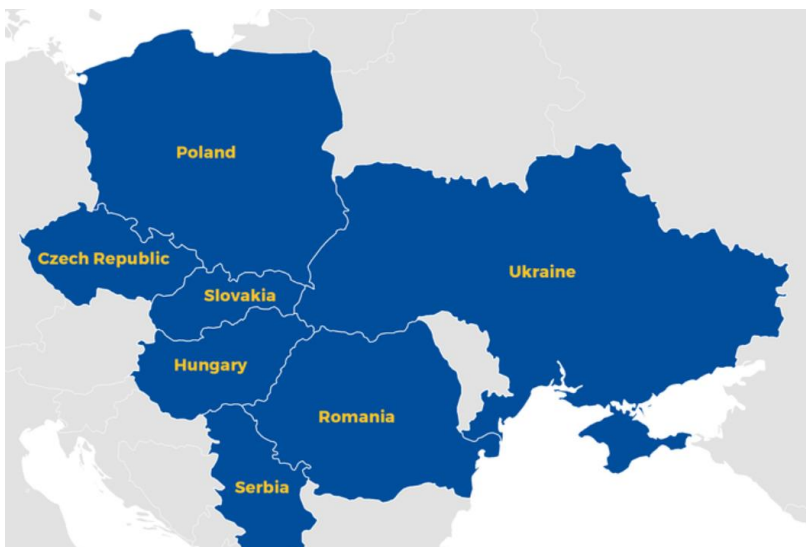 Poland
Czech Republic
Ukraine
Slovakia
Hungary
Romania
Serbia